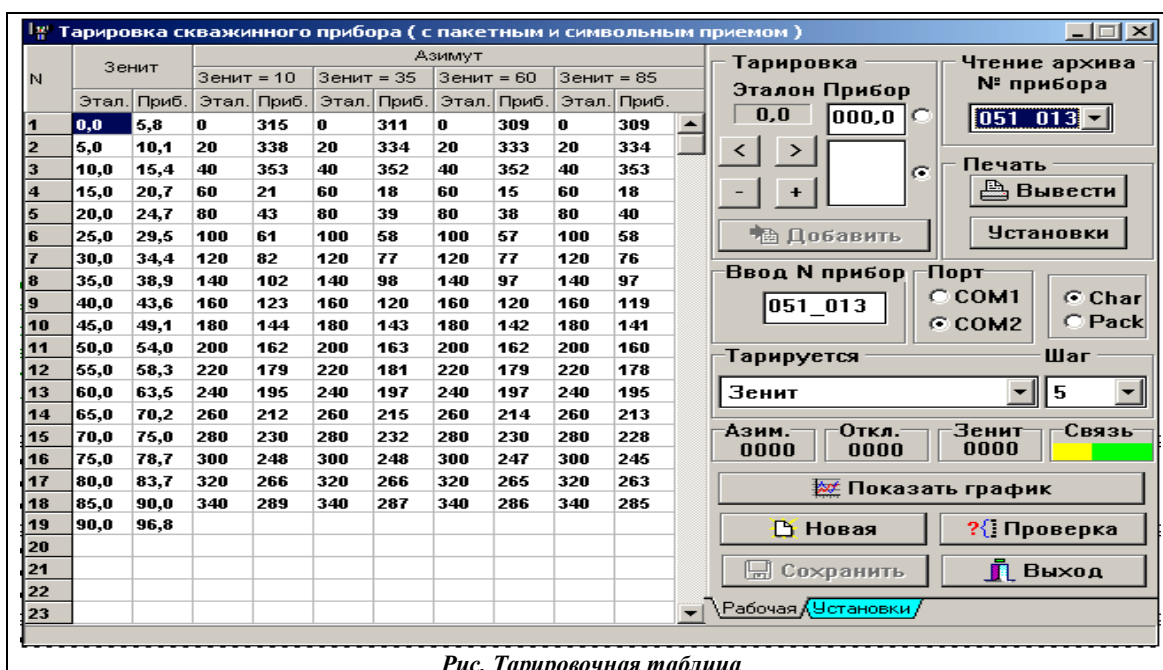 Тарировка скважинного прибора ( с пакетным и символьным приемом )
N Зенит Азимут
Зенит = 10 Зенит = 35 Зенит = 60 Зенит = 85
Этал. Приб. Этал. Приб. Этал. Приб. Этал. Приб. Этал. Приб.
1 0,0 5,8 0 315 0 311 0 309 0 309
2 5,0 10,1 20 338 20 334 20 333 20 334
3 10,0 15,4 40 353 40 352 40 352 40 353
4 15,0 20,7 60 21 60 18 60 15 60 18
5 20,0 24,7 80 43 80 39 80 38 80 40
6 25,0 29,5 100 61 100 58 100 57 100 58
7 30,0 34,4 120 82 120 77 120 77 120 76
8 35,0 38,9 140 102 140 98 140 97 140 97
9 40,0 43,6 160 123 160 120 160 120 160 119
10 45,0 49,1 180 144 180 143 180 142 180 141
11 50,0 54,0 200 162 200 163 200 162 200 160
12 55,0 58,3 220 179 220 181 220 179 220 178
13 60,0 63,5 240 195 240 197 240 197 240 195
14 65,0 70,2 260 212 260 215 260 214 260 213
15 70,0 75,0 280 230 280 232 280 230 280 228
16 75,0 78,7 300 248 300 248 300 247 300 245
17 80,0 83,7 320 266 320 266 320 265 320 263
18 85,0 90,0 340 289 340 287 340 286 340 285
19 90,0 96,8
20
21
22
23
Тарировка
Эталон Прибор
0,0 000,0
< >
- +
Добавить
Чтение архива
№ прибора
051_013
Печать
Вывести
Установки
Ввод N прибор
051_013
Порт
COM1
COM2
Char
Pack
Тарируется Шаг
Зенит 5
Азим. Откл. Зенит Связь
0000 0000 0000
Показать график
Новая ?{ Проверка
Сохранить Выход
Рабочая Установки
Рис. Тарировочная таблица